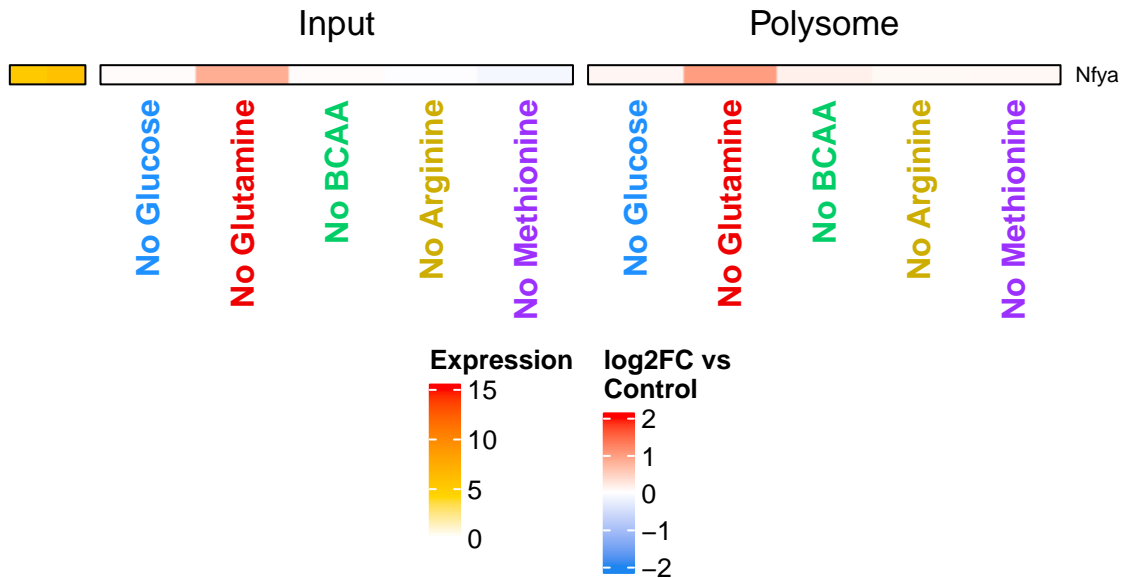 Input
Polysome
Nfya
No Glucose
No Glutamine
No BCAA
No Arginine
No Methionine
No Glucose
No Glutamine
No BCAA
No Arginine
No Methionine
Expression
15
10
5
0
log2FC vs
Control
2
1
0
−1
−2